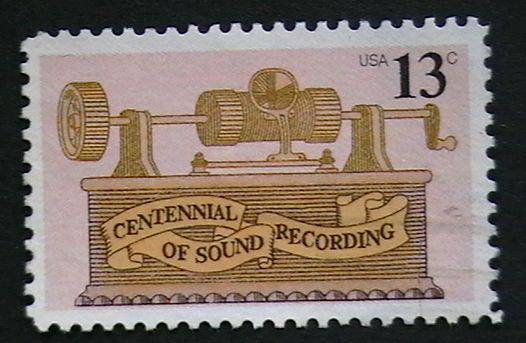 USA 13c
CENTENNIAL
OF SOUND RECORDING